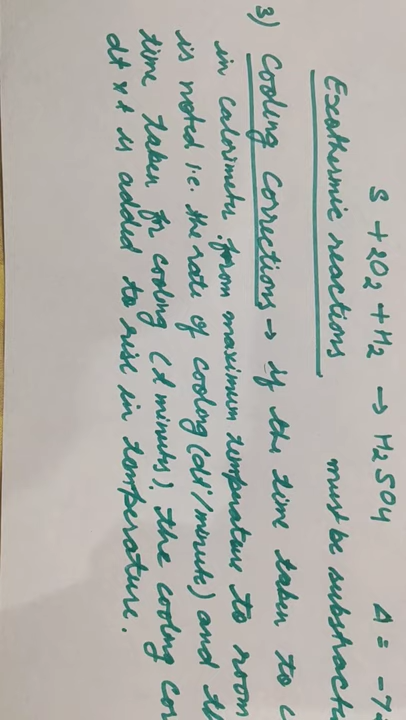 S + 2O2 + H2 → H2SO4 Δ = -7
Exothermic reactions must be substract
3) Cooling Corrections → if the time taken to c
in calorimeter from maximum temperature to room
is noted i.e. the rate of cooling (dt/minute) and th
time taken for cooling (t minutes), the cooling cor
dt x t is added to rise in temperature.